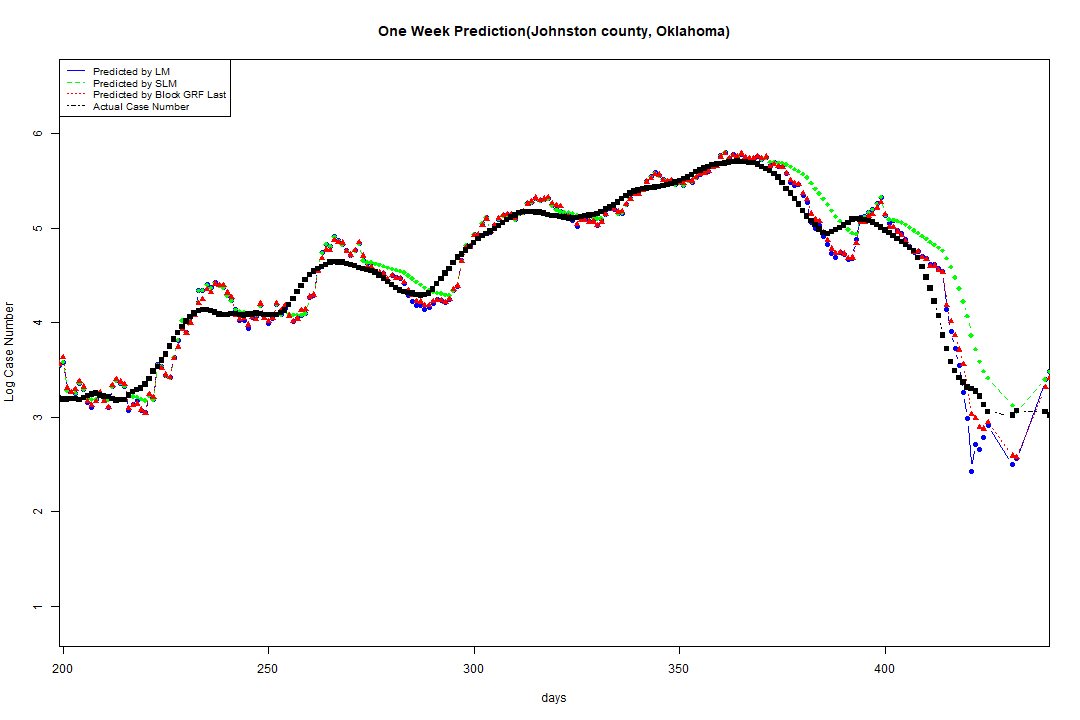 One Week Prediction(Johnston county, Oklahoma)
Predicted by LM
Predicted by SLM
Predicted by Block GRF Last
Actual Case Number
6
5
4
3
2
1
Log Case Number
200 250 300 350 400
days